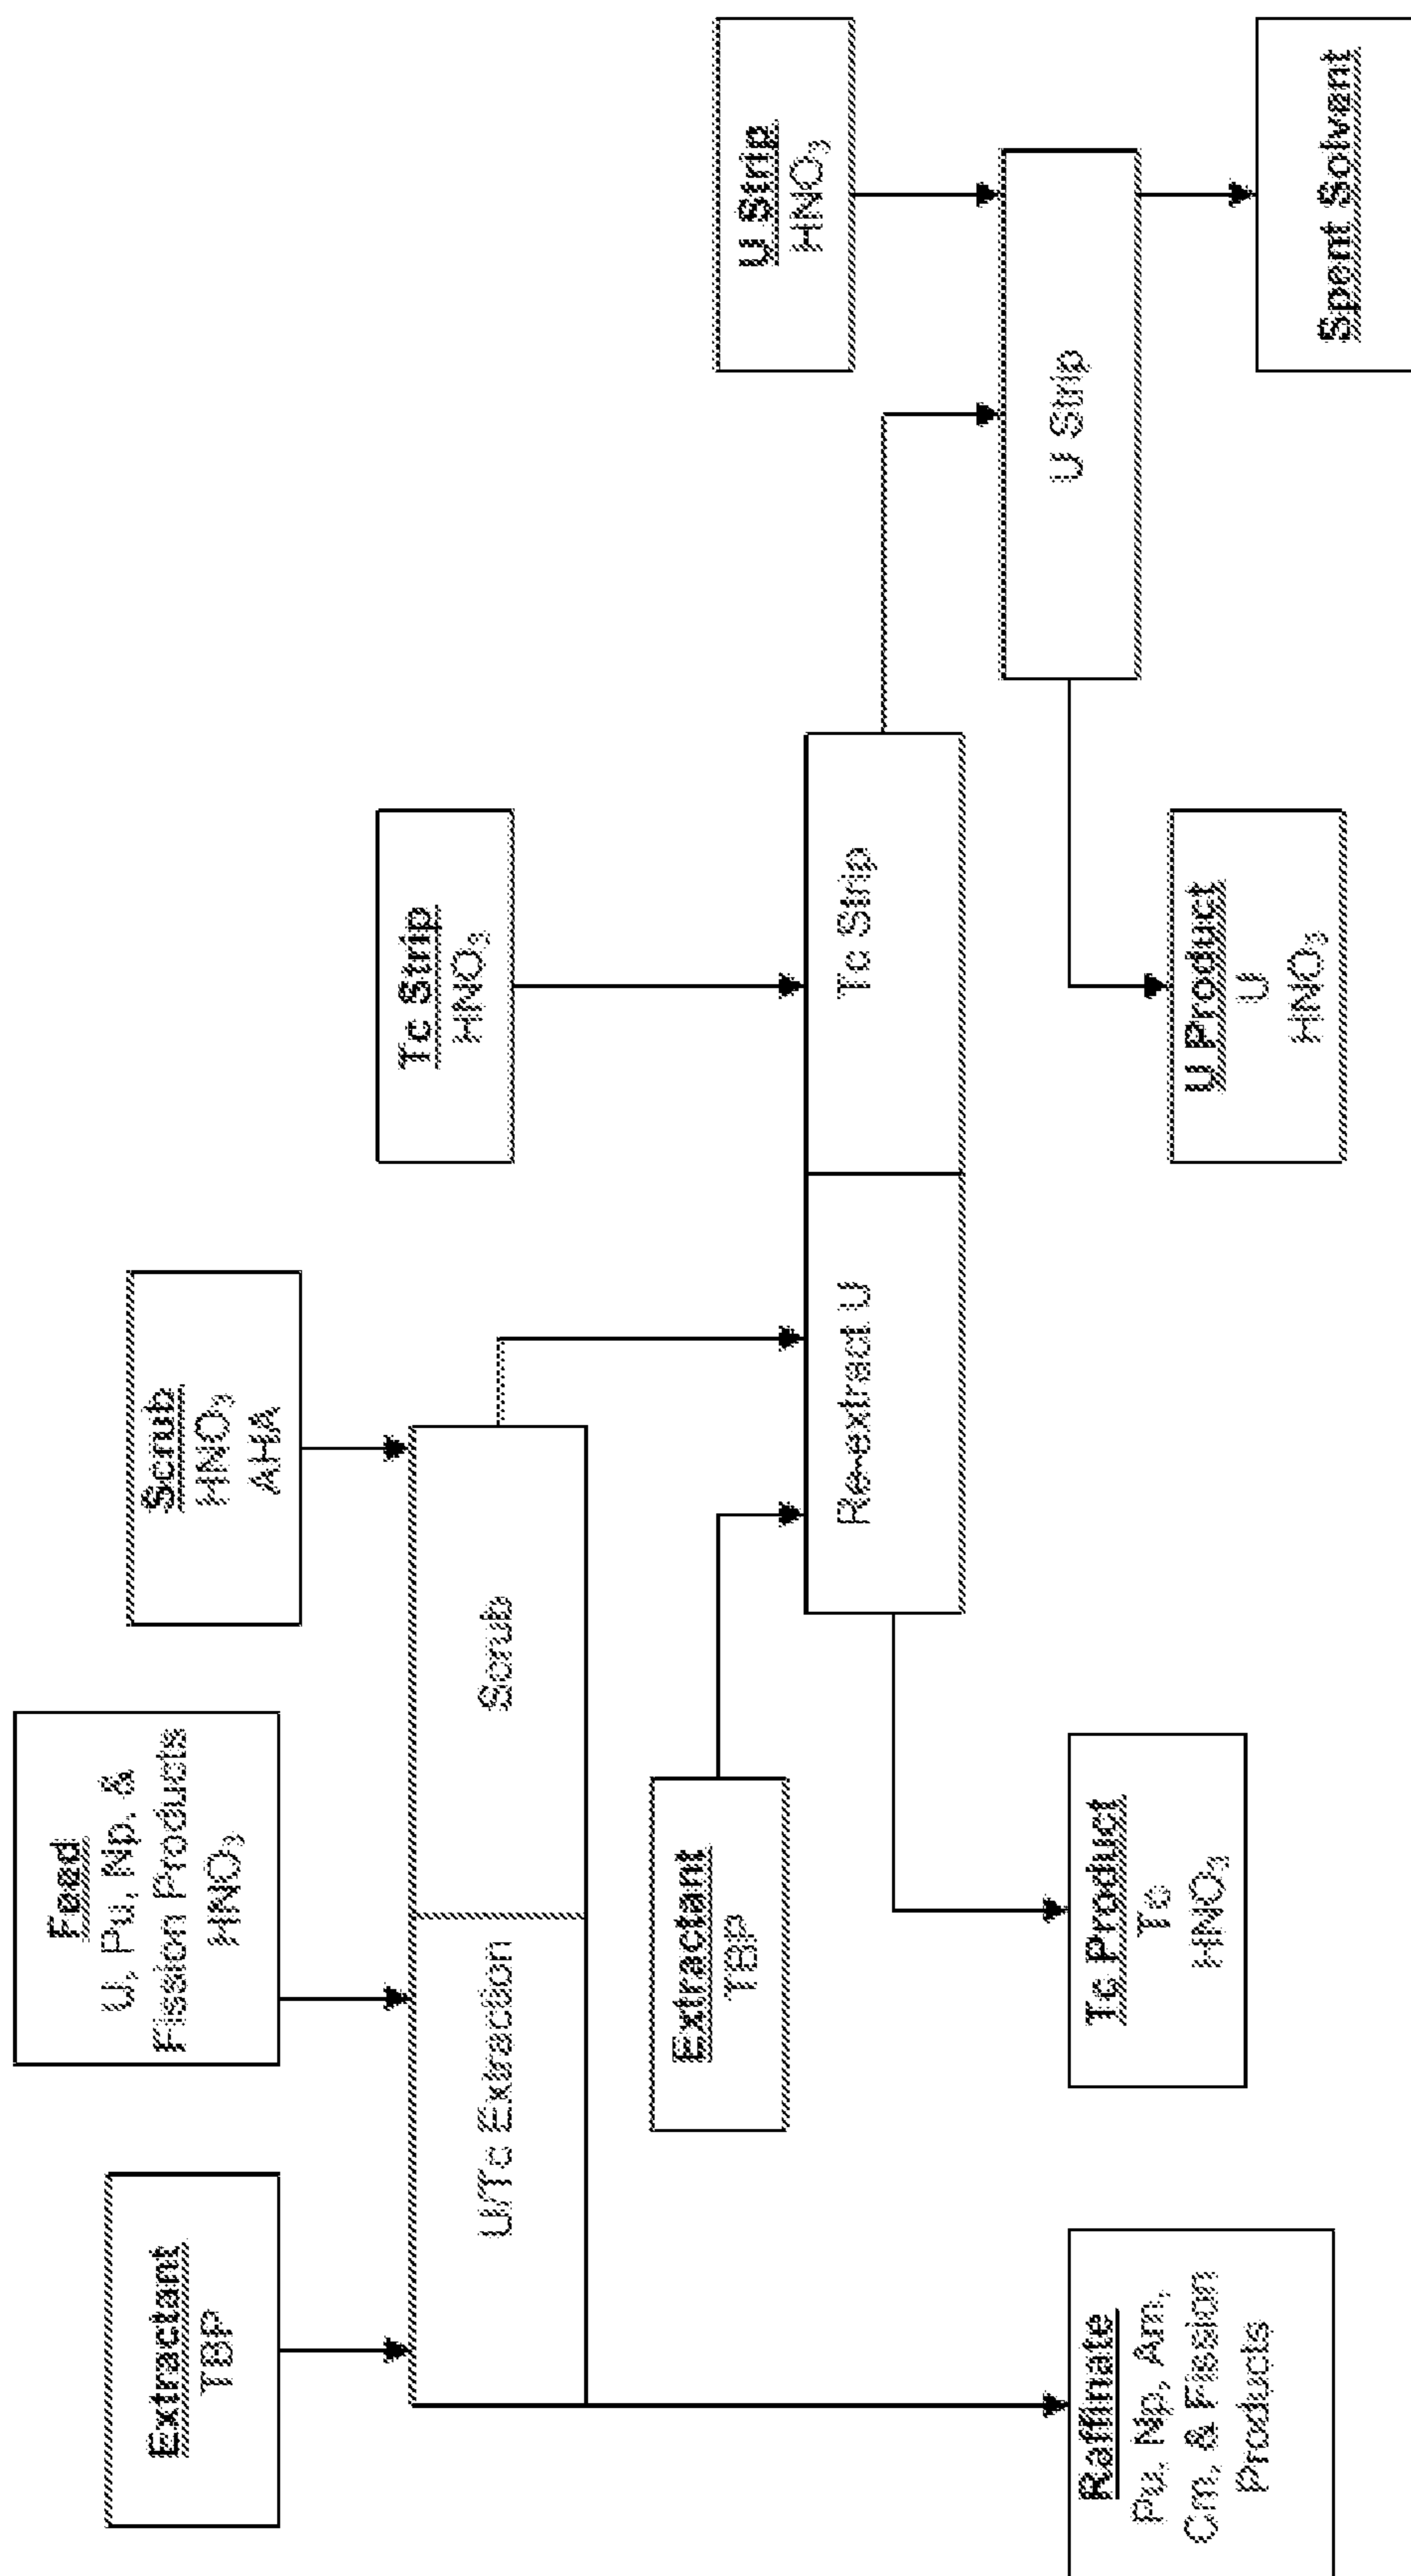 Extractant
TBP
Feed
U, Pu, Np, &
Fission Products
HNO₃
Scrub
HNO₃
AHA
Tc Strip
HNO₃
U Strip
HNO₃
U/Tc Extraction
Scrub
Extractant
TBP
Re-extract U
Tc Strip
U Strip
Raffinate
Pu, Np, Am,
Cm, & Fission
Products
Tc Product
Tc
HNO₃
U Product
U
HNO₃
Spent Solvent